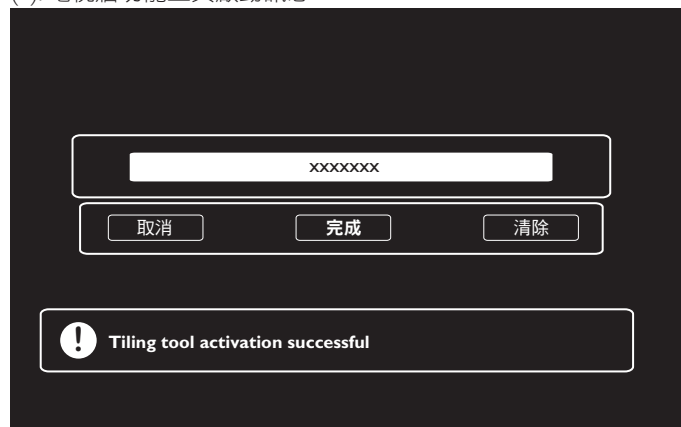 xxxxxxx
取消 完成 清除
! Tiling tool activation successful